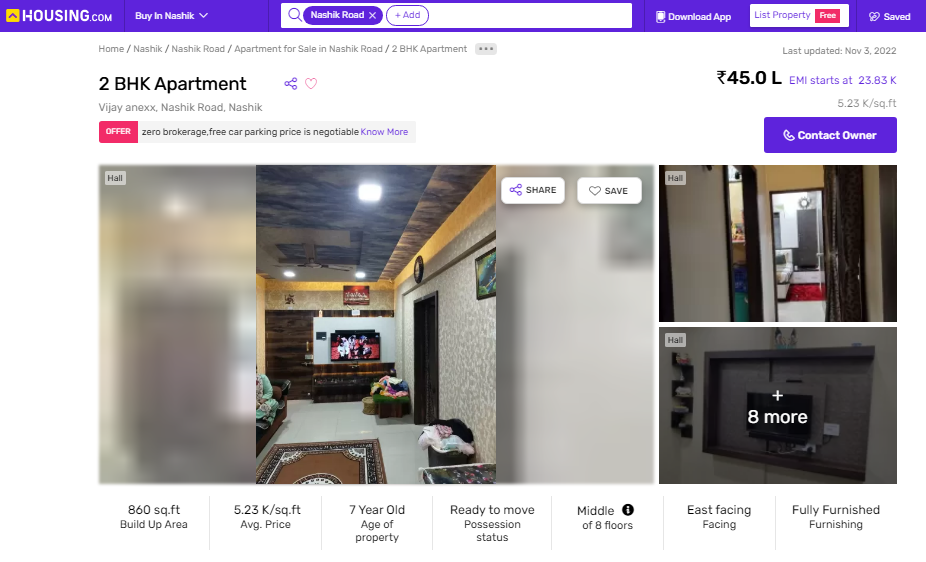 HOUSING.COM
Buy In Nashik
Nashik Road ✕
+ Add
Download App
List Property Free
Saved
Home / Nashik / Nashik Road / Apartment for Sale in Nashik Road / 2 BHK Apartment
Last updated: Nov 3, 2022
2 BHK Apartment
₹45.0 L EMI starts at 23.83 K
Vijay anexx, Nashik Road, Nashik
5.23 K/sq.ft
OFFER zero brokerage,free car parking price is negotiable Know More
Contact Owner
Hall
SHARE
SAVE
Hall
Hall
+
8 more
860 sq.ft
Build Up Area
5.23 K/sq.ft
Avg. Price
7 Year Old
Age of
property
Ready to move
Possession
status
Middle
of 8 floors
East facing
Facing
Fully Furnished
Furnishing